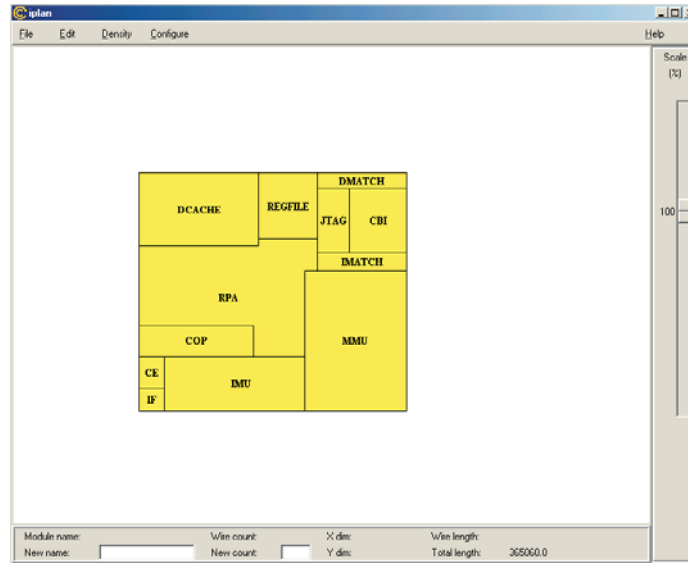 iplan
File Edit Density Configure Help
Scale
(%)
100
DCACHE REGFILE DMATCH
JTAG CBI
IMATCH
RPA
COP MMU
CE IMU
IF
Module name: Wire count: X dim: Wire length:
New name: New count: Y dim: Total length: 365060.0